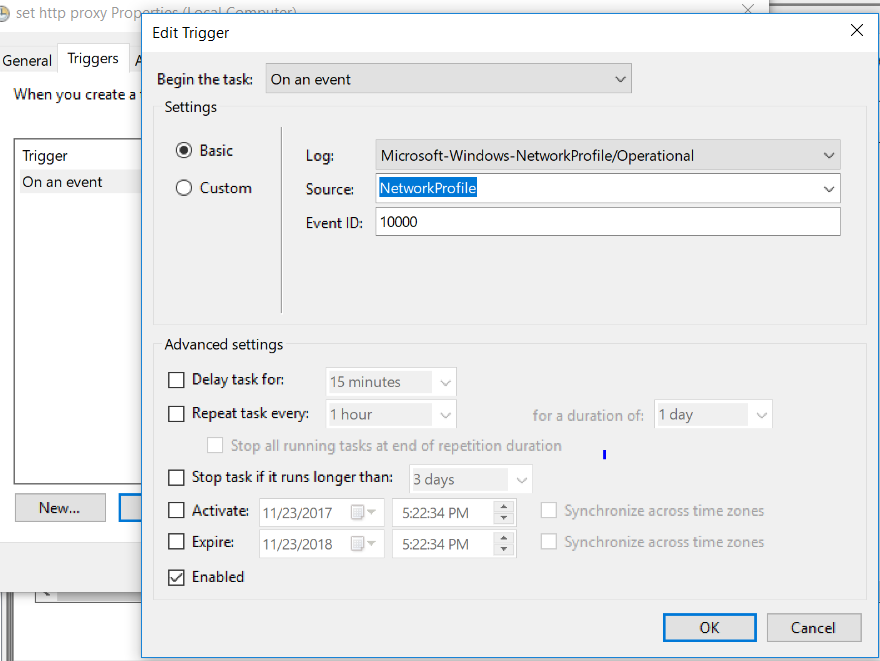 set http proxy Properties (Local Computer)
Edit Trigger
General
Triggers
A
When you create a
Trigger
On an event
New...
Begin the task:
On an event
Settings
Basic
Custom
Log:
Microsoft-Windows-NetworkProfile/Operational
Source:
NetworkProfile
Event ID:
10000
Advanced settings
Delay task for:
15 minutes
Repeat task every:
1 hour
for a duration of:
1 day
Stop all running tasks at end of repetition duration
Stop task if it runs longer than:
3 days
Activate:
11/23/2017
5:22:34 PM
Synchronize across time zones
Expire:
11/23/2018
5:22:34 PM
Synchronize across time zones
Enabled
OK
Cancel